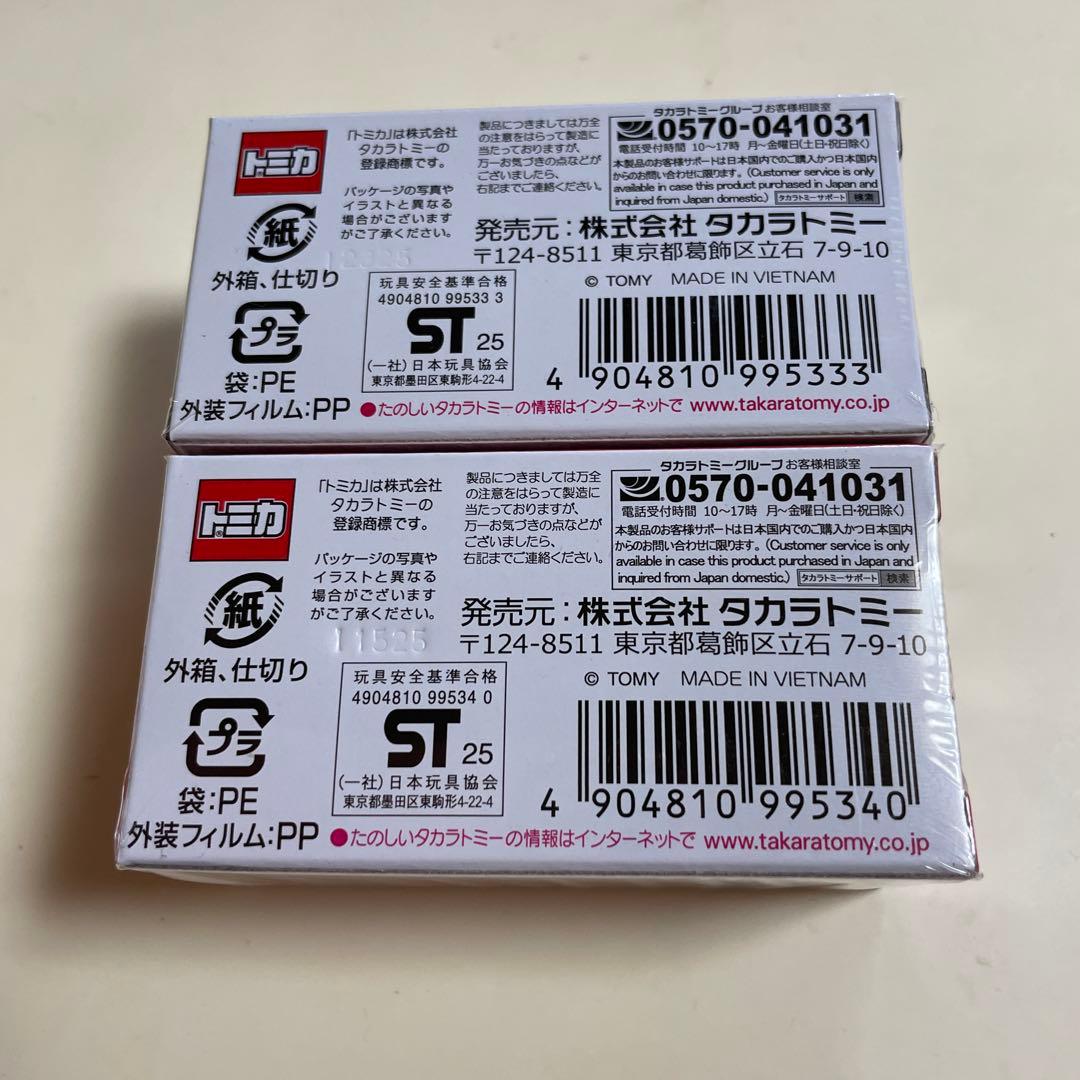 トミカ
「トミカ」は株式会社
タカラトミーの
登録商標です。
パッケージの写真や
イラストと異なる
場合がございます
がご了承ください。
製品につきましては万全
の注意をはらって製造に
当たっておりますが、
万一お気づきの点などが
ございましたら、
右記までご連絡ください。
タカラトミーグループ お客様相談室
0570-041031
電話受付時間 10〜17時 月〜金曜日(土日・祝日除く)
本製品のお客様サポートは日本国内でのご購入かつ日本国内
からのお問い合わせに限ります。(Customer service is only
available in case this product purchased in Japan and
inquired from Japan domestic.) タカラトミーサポート 検索
発売元:株式会社 タカラトミー
〒124-8511 東京都葛飾区立石 7-9-10
紙
外箱、仕切り
プラ
袋:PE
外装フィルム:PP
玩具安全基準合格
4904810 99533 3
ST 25
(一社)日本玩具協会
東京都墨田区東駒形4-22-4
© TOMY MADE IN VIETNAM
4 904810 995333
●たのしいタカラトミーの情報はインターネットで www.takaratomy.co.jp
トミカ®
「トミカ」は株式会社
タカラトミーの
登録商標です。
パッケージの写真や
イラストと異なる
場合がございます
がご了承ください。
11525
製品につきましては万全
の注意をはらって製造に
当たっておりますが、
万一お気づきの点などが
ございましたら、
右記までご連絡ください。
タカラトミーグループ お客様相談室
0570-041031
電話受付時間 10〜17時 月〜金曜日(土日・祝日除く)
本製品のお客様サポートは日本国内でのご購入かつ日本国内
からのお問い合わせに限ります。(Customer service is only
available in case this product purchased in Japan and
inquired from Japan domestic.) タカラトミーサポート 検索
発売元:株式会社 タカラトミー
〒124-8511 東京都葛飾区立石 7-9-10
紙
外箱、仕切り
プラ
袋:PE
外装フィルム:PP
玩具安全基準合格
4904810 99534 0
ST 25
(一社)日本玩具協会
東京都墨田区東駒形4-22-4
© TOMY MADE IN VIETNAM
4 904810 995340
●たのしいタカラトミーの情報はインターネットで www.takaratomy.co.jp